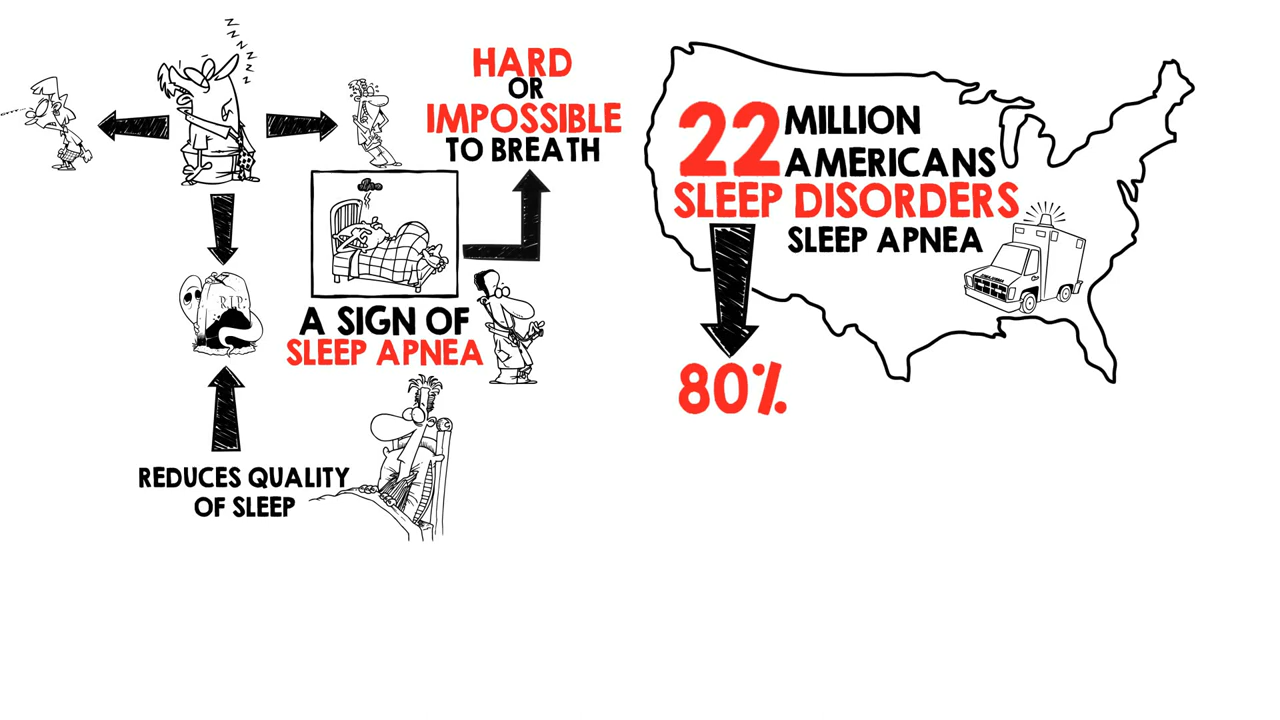 Z Z Z Z Z Z Z
HARD
OR
IMPOSSIBLE
TO BREATH
R.I.P.
A SIGN OF
SLEEP APNEA
REDUCES QUALITY
OF SLEEP
22 MILLION
AMERICANS
SLEEP DISORDERS
SLEEP APNEA
80%